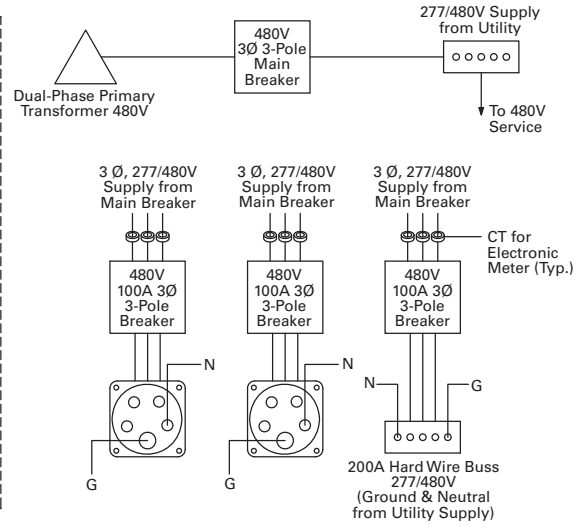 277/480V Supply
from Utility
480V
3Ø 3-Pole
Main
Breaker
Dual-Phase Primary
Transformer 480V
To 480V
Service
3 Ø, 277/480V
Supply from
Main Breaker
3 Ø, 277/480V
Supply from
Main Breaker
3 Ø, 277/480V
Supply from
Main Breaker
CT for
Electronic
Meter (Typ.)
480V
100A 3Ø
3-Pole
Breaker
480V
100A 3Ø
3-Pole
Breaker
480V
100A 3Ø
3-Pole
Breaker
N
N
N
G
G
G
200A Hard Wire Buss
277/480V
(Ground & Neutral
from Utility Supply)